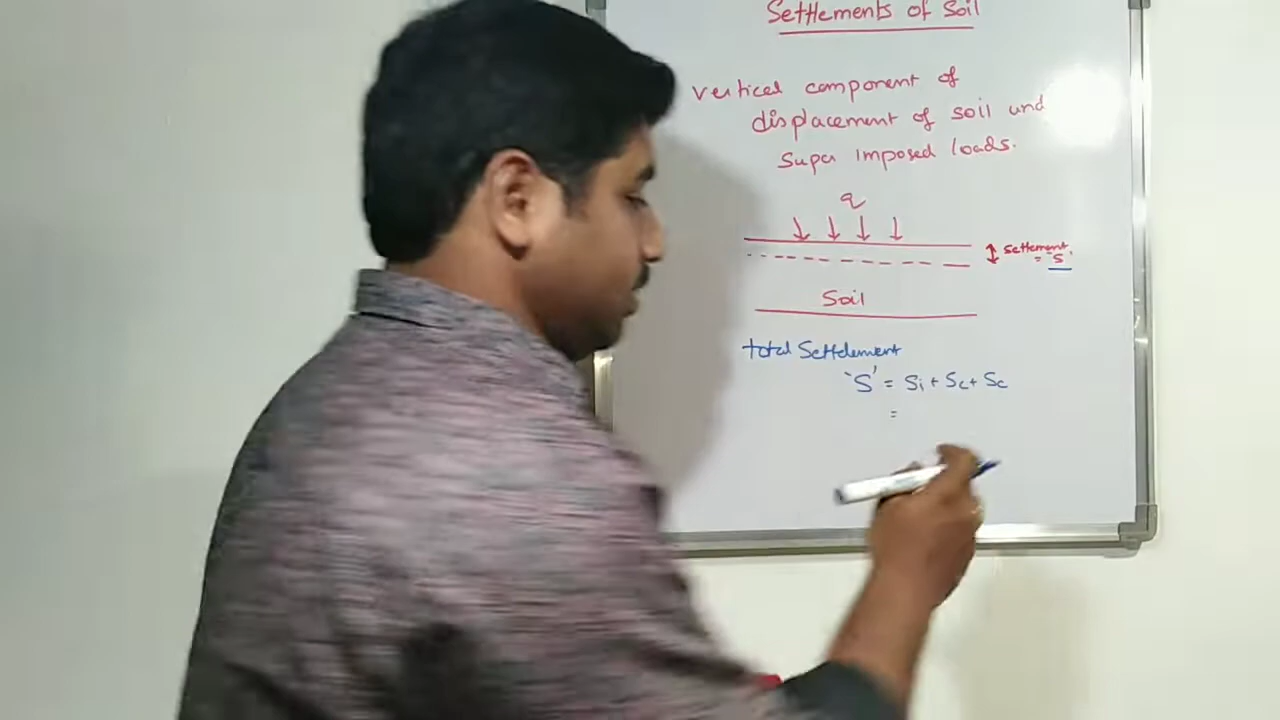 Settlements of Soil
Vertical component of
displacement of soil und
Super imposed loads.
q
Settlement
= 'S'
Soil
total Settlement
'S' = Si + Sc + Sc
=